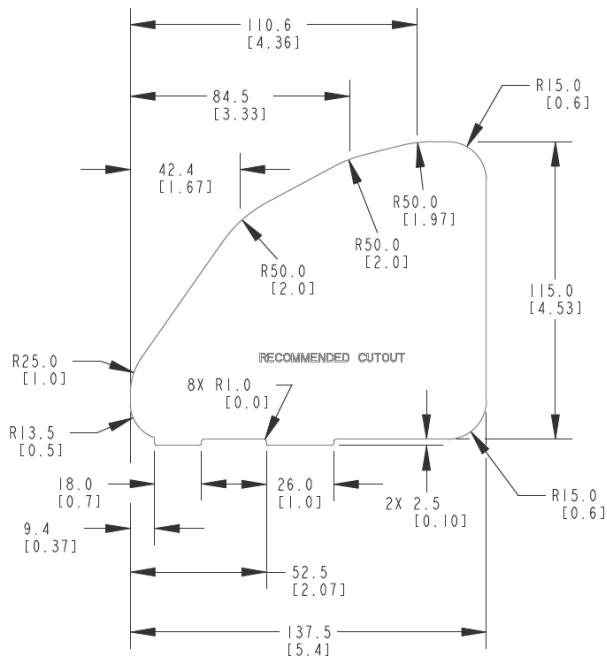 110.6
[4.36]
R15.0
[0.6]
84.5
[3.33]
42.4
[1.67]
R50.0
[1.97]
R50.0
[2.0]
R50.0
[2.0]
115.0
[4.53]
RECOMMENDED CUTOUT
R25.0
[1.0]
8X R1.0
[0.0]
R13.5
[0.5]
18.0
[0.7]
26.0
[1.0]
2X 2.5
[0.10]
R15.0
[0.6]
9.4
[0.37]
52.5
[2.07]
137.5
[5.4]